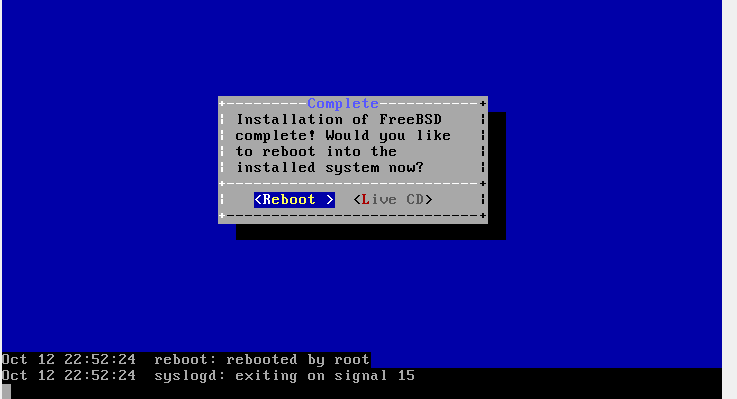 Complete
Installation of FreeBSD
complete! Would you like
to reboot into the
installed system now?
<Reboot > <Live CD>
Oct 12 22:52:24 reboot: rebooted by root
Oct 12 22:52:24 syslogd: exiting on signal 15